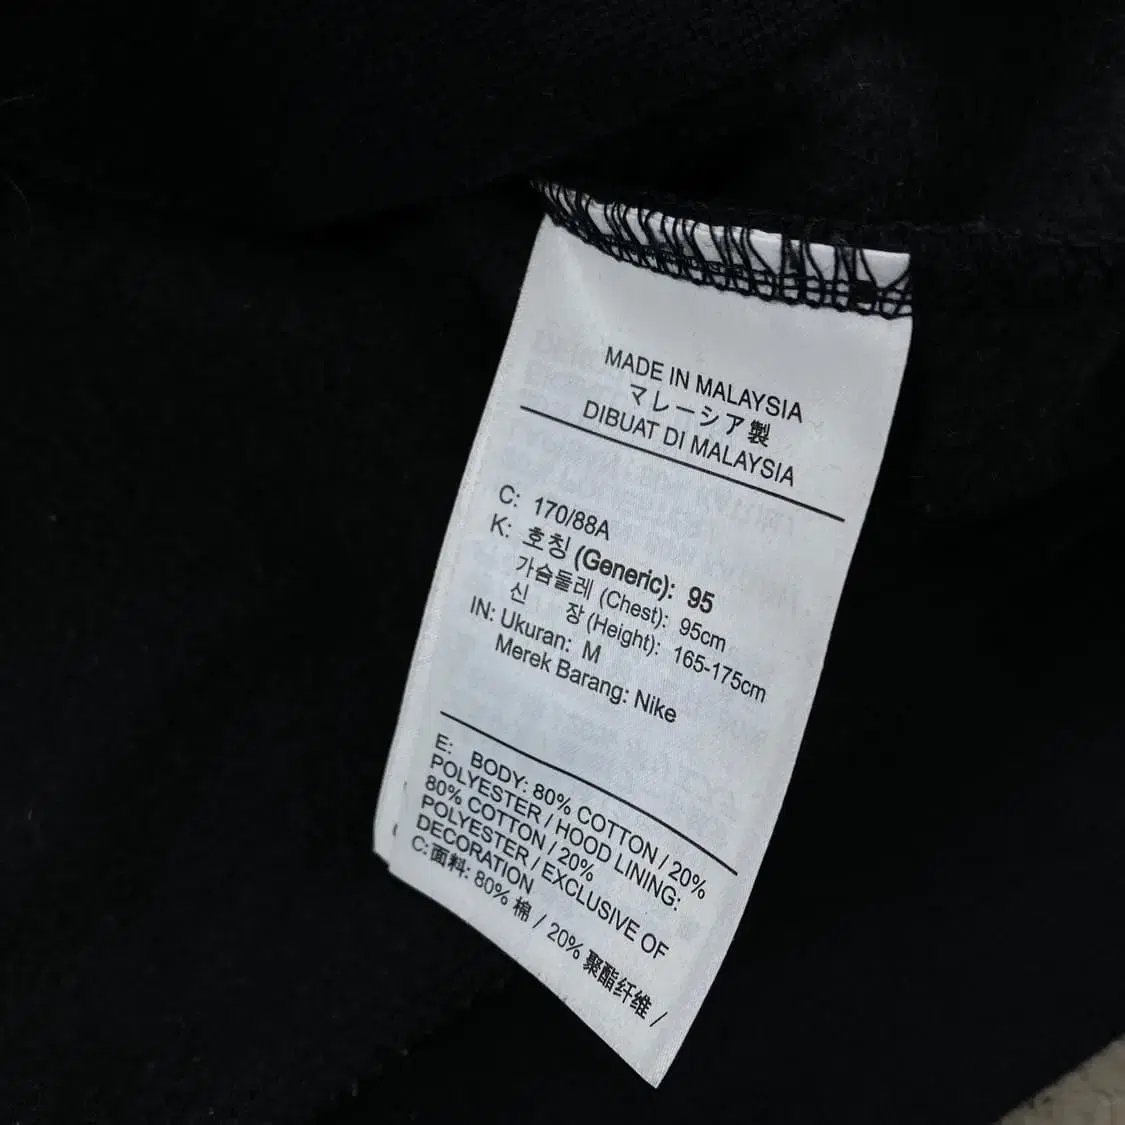 MADE IN MALAYSIA
マレーシア製
DIBUAT DI MALAYSIA
C: 170/88A
K: 호칭 (Generic): 95
가슴둘레 (Chest): 95cm
신 장 (Height): 165-175cm
IN: Ukuran: M
Merek Barang: Nike
E: BODY: 80% COTTON / 20%
POLYESTER / HOOD LINING:
80% COTTON / 20%
POLYESTER / EXCLUSIVE OF
DECORATION
C: 面料: 80% 棉 / 20% 聚酯纤维 /